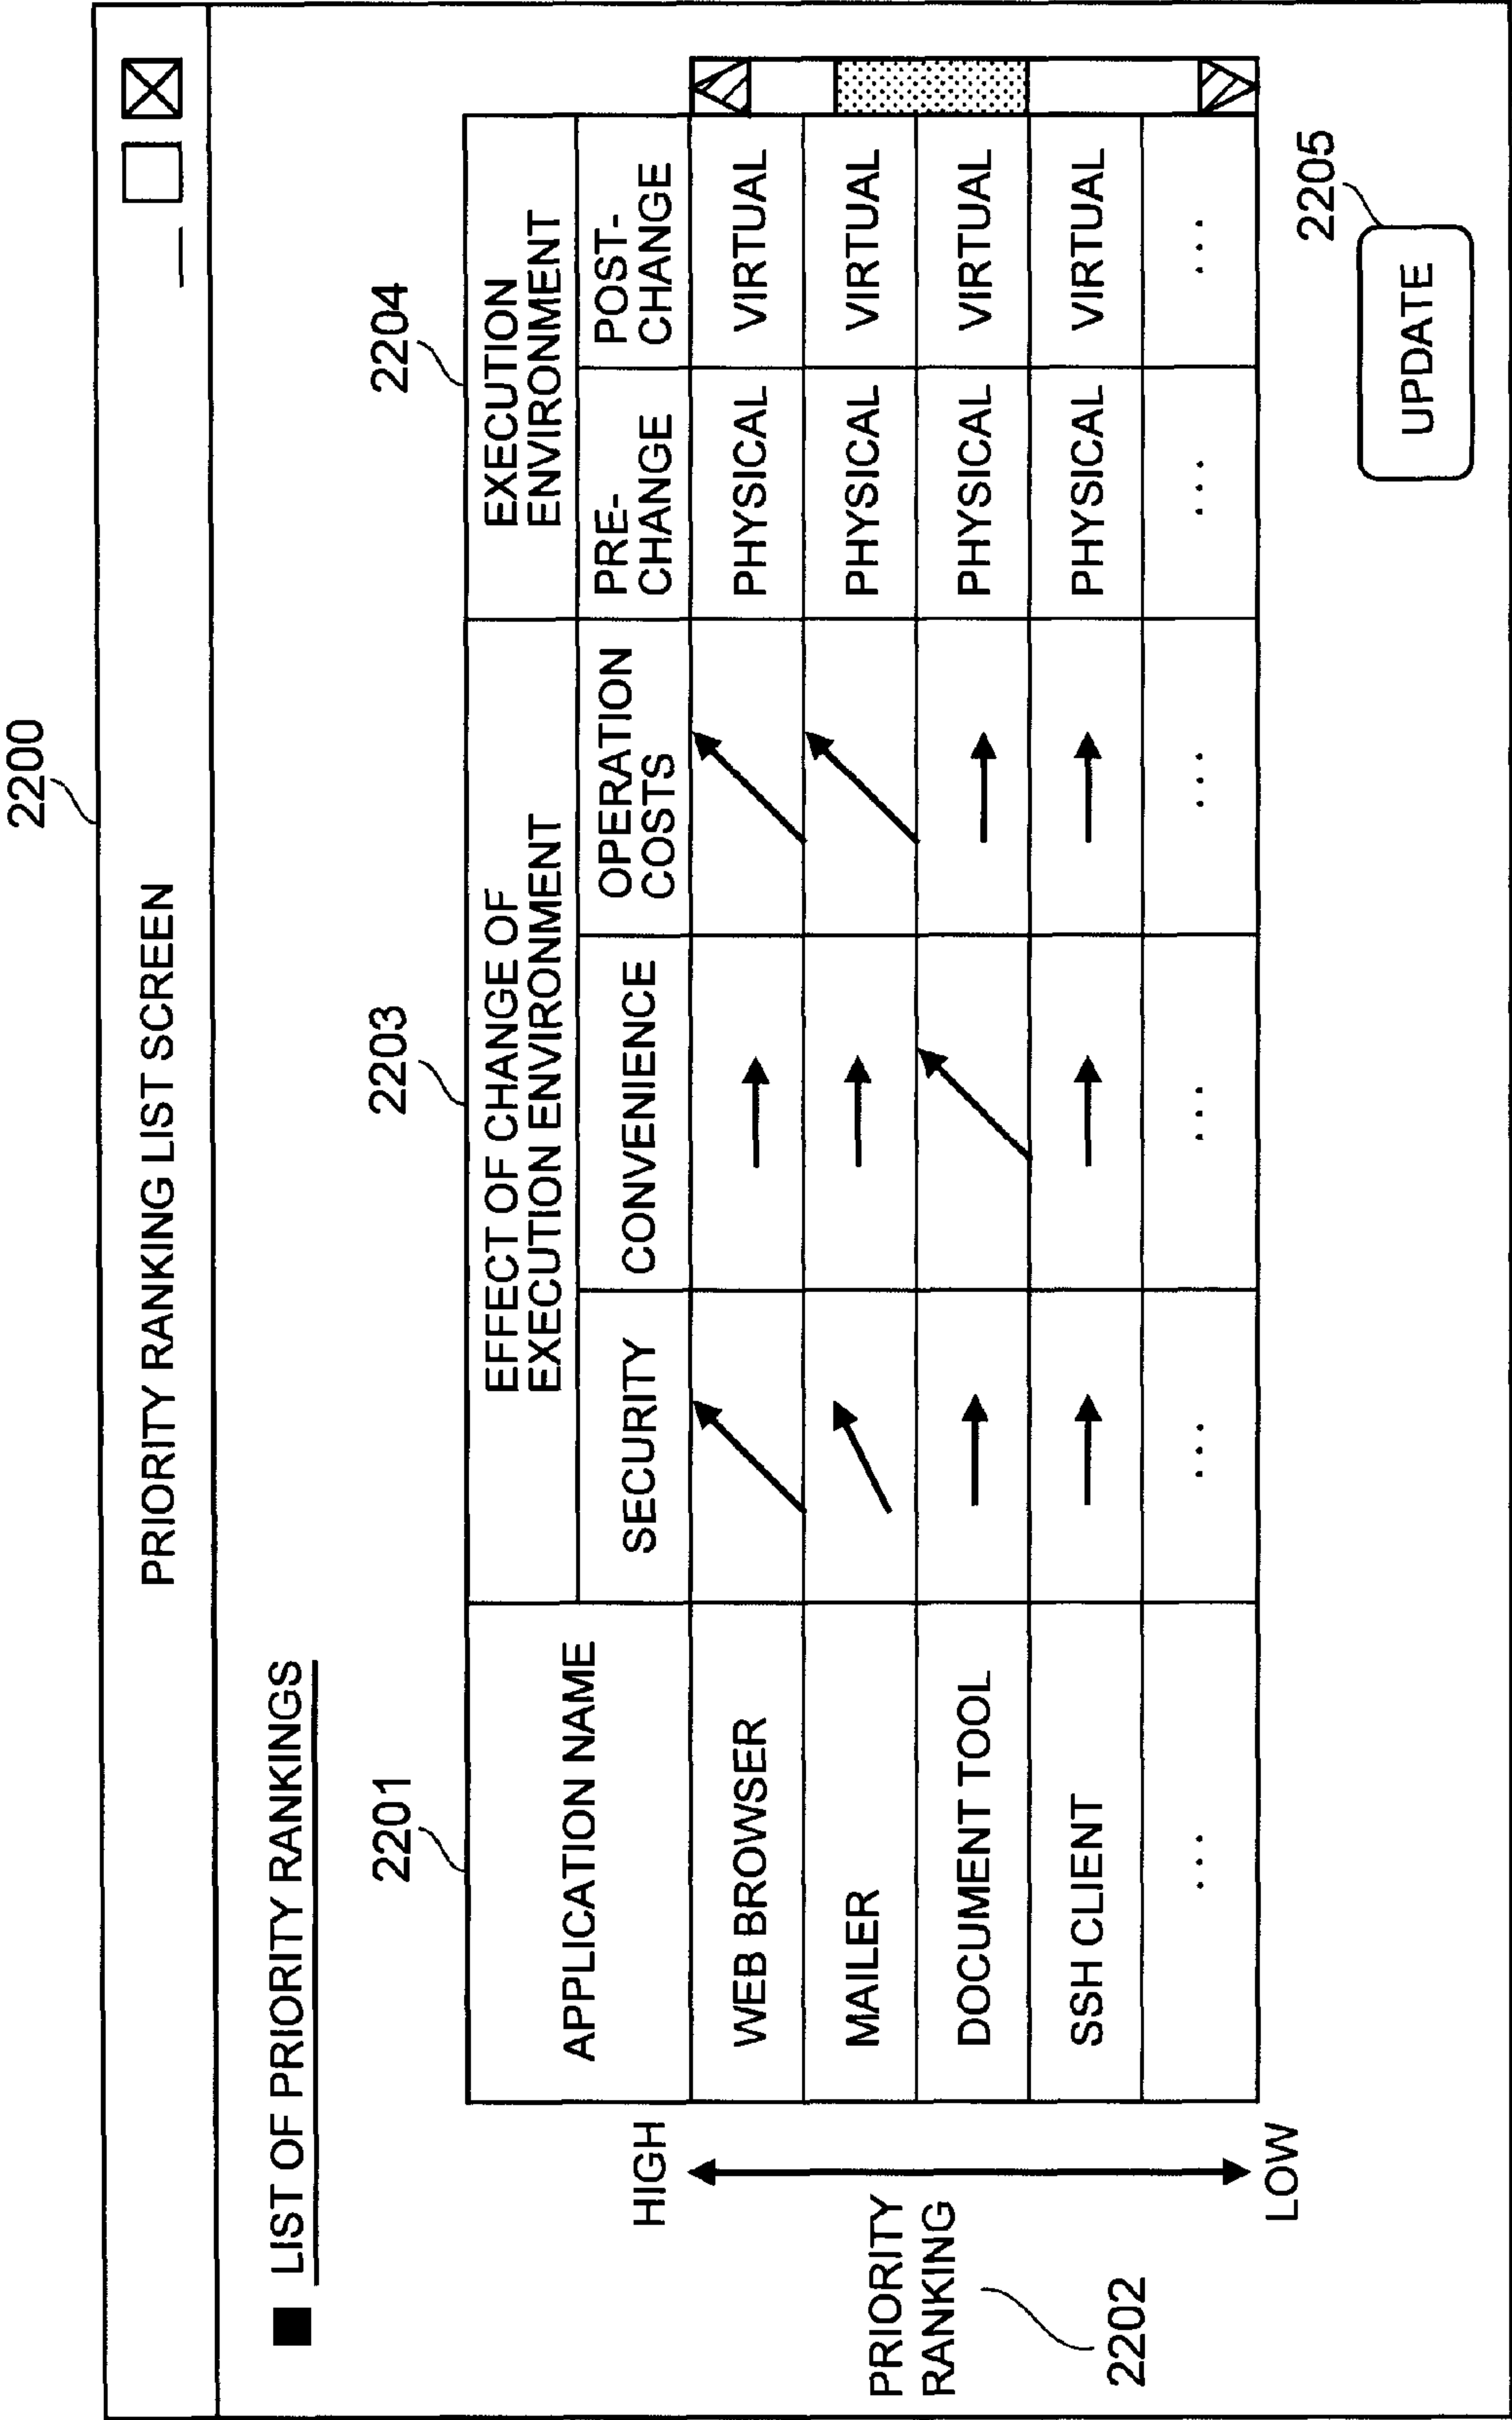 2200
PRIORITY RANKING LIST SCREEN
LIST OF PRIORITY RANKINGS
2201
2203
2204
APPLICATION NAME
EFFECT OF CHANGE OF
EXECUTION ENVIRONMENT
EXECUTION
ENVIRONMENT
SECURITY
CONVENIENCE
OPERATION
COSTS
PRE-
CHANGE
POST-
CHANGE
HIGH
PRIORITY
RANKING
2202
LOW
WEB BROWSER
PHYSICAL
VIRTUAL
MAILER
PHYSICAL
VIRTUAL
DOCUMENT TOOL
PHYSICAL
VIRTUAL
SSH CLIENT
PHYSICAL
VIRTUAL
... ... ... ... ... ...
2205
UPDATE